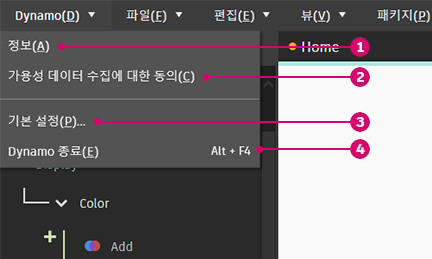 Dynamo(D) 파일(F) 편집(E) 뷰(V) 패키지(P)
정보(A) 1 Home
가용성 데이터 수집에 대한 동의(C) 2
기본 설정(P)... 3
Dynamo 종료(E) Alt + F4 4
Display
Color
Add